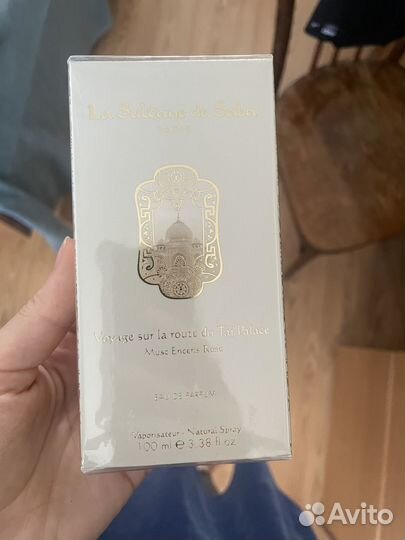 La Sultane de Saba
PARIS
Voyage sur la route du Taj Palace
Musc Encens Rose
EAU DE PARFUM
Vaporisateur - Natural Spray
100 ml e 3.38 fl oz
Avito